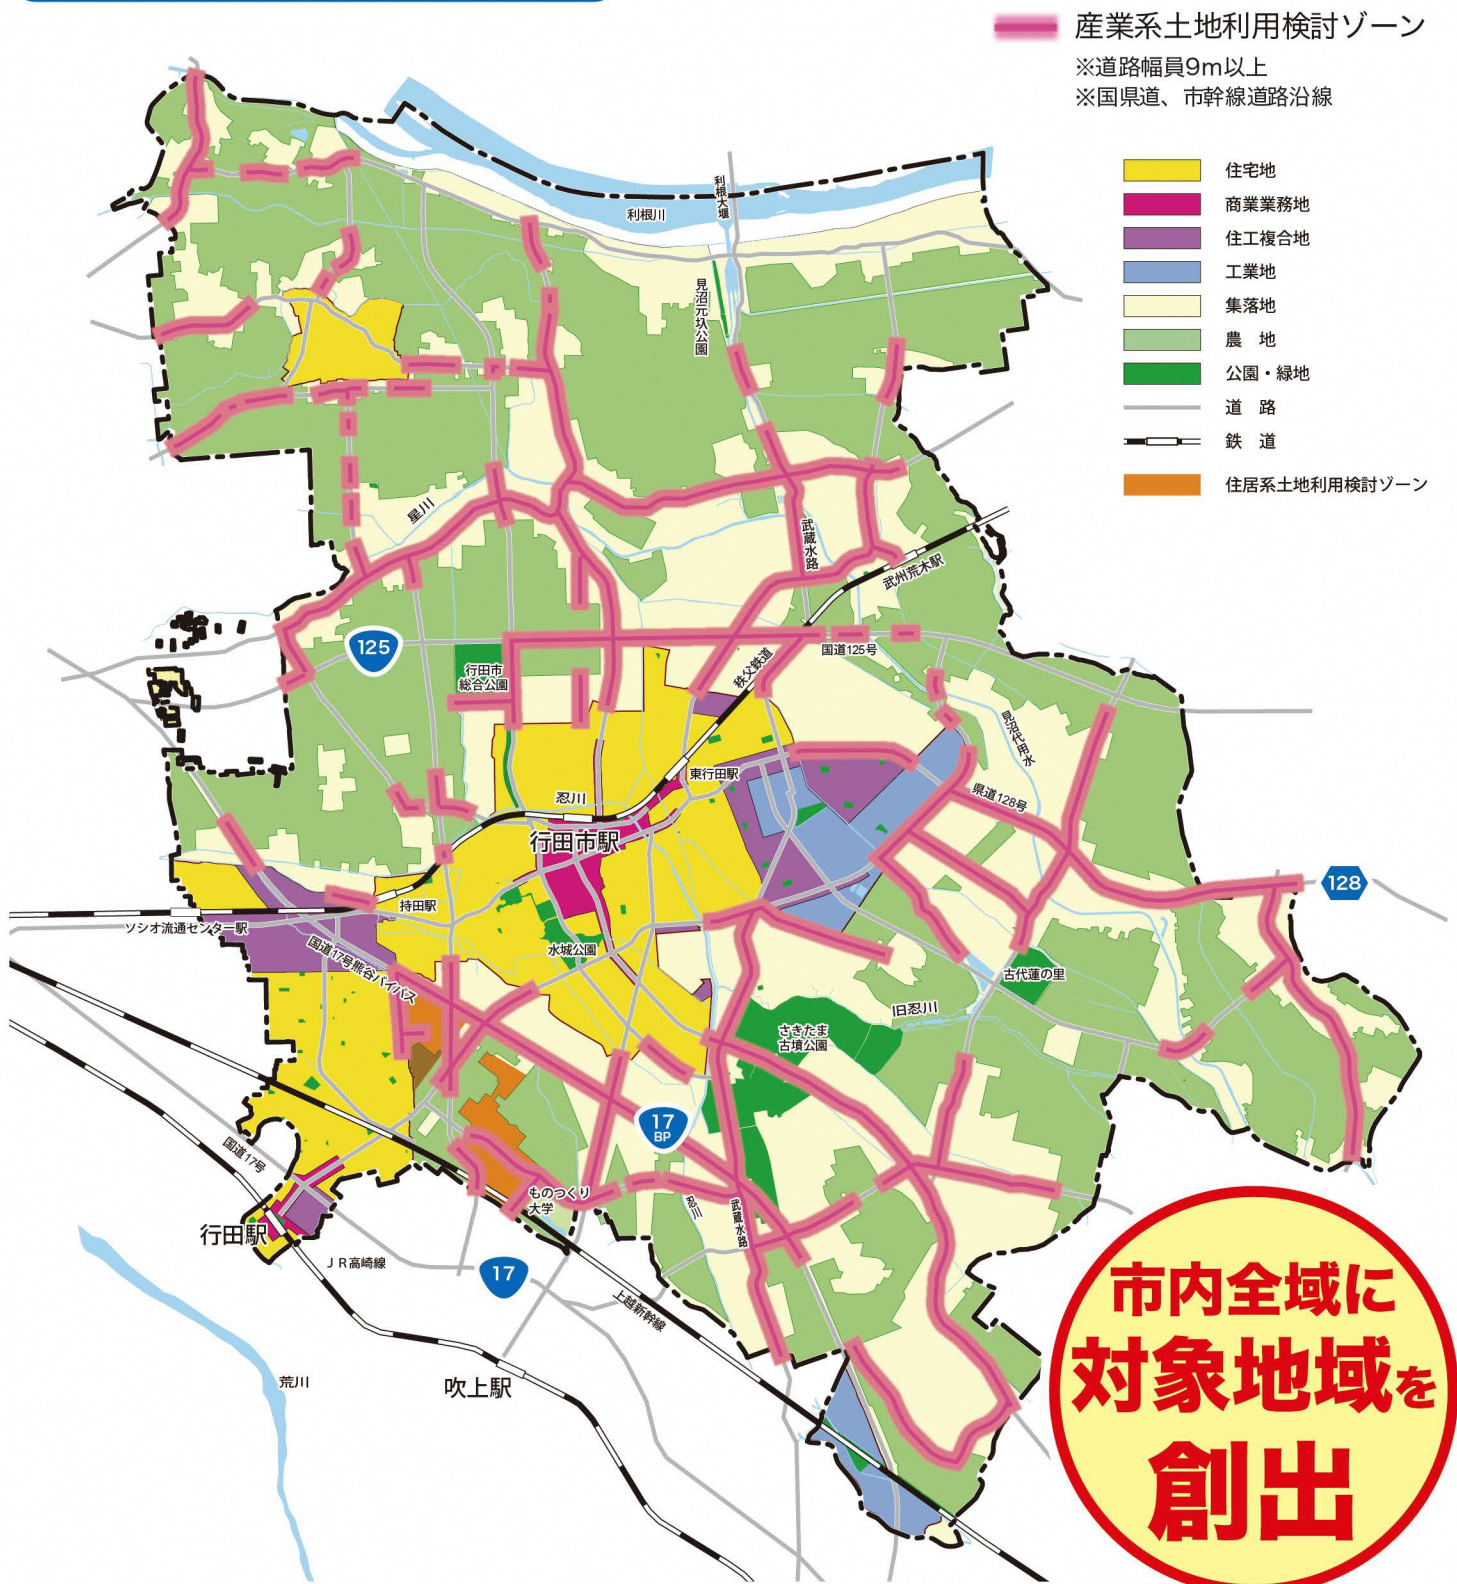 産業系土地利用検討ゾーン
※道路幅員9m以上
※国県道、市幹線道路沿線
住宅地
商業業務地
住工複合地
工業地
集落地
農　地
公園・緑地
道　路
鉄　道
住居系土地利用検討ゾーン
利根大堰
利根川
見沼元圦公園
星川
武蔵水路
武州荒木駅
125
国道125号
行田市
総合公園
秩父鉄道
見沼代用水
東行田駅
県道128号
忍川
行田市駅
128
持田駅
ソシオ流通センター駅
国道17号熊谷バイパス
水城公園
古代蓮の里
旧忍川
さきたま
古墳公園
17
BP
国道17号
ものつくり
大学
忍川
武蔵水路
行田駅
JR高崎線
17
上越新幹線
荒川
吹上駅
市内全域に
対象地域を
創出